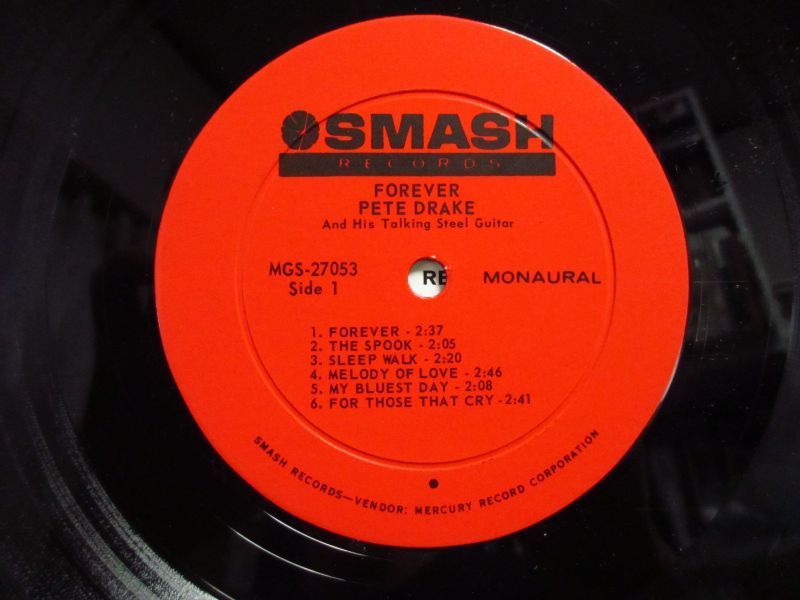 SMASH
RECORDS
FOREVER
PETE DRAKE
And His Talking Steel Guitar
MGS-27053
Side 1
RE
MONAURAL
1. FOREVER - 2:37
2. THE SPOOK - 2:05
3. SLEEP WALK - 2:20
4. MELODY OF LOVE - 2:46
5. MY BLUEST DAY - 2:08
6. FOR THOSE THAT CRY - 2:41
SMASH RECORDS—VENDOR: MERCURY RECORD CORPORATION